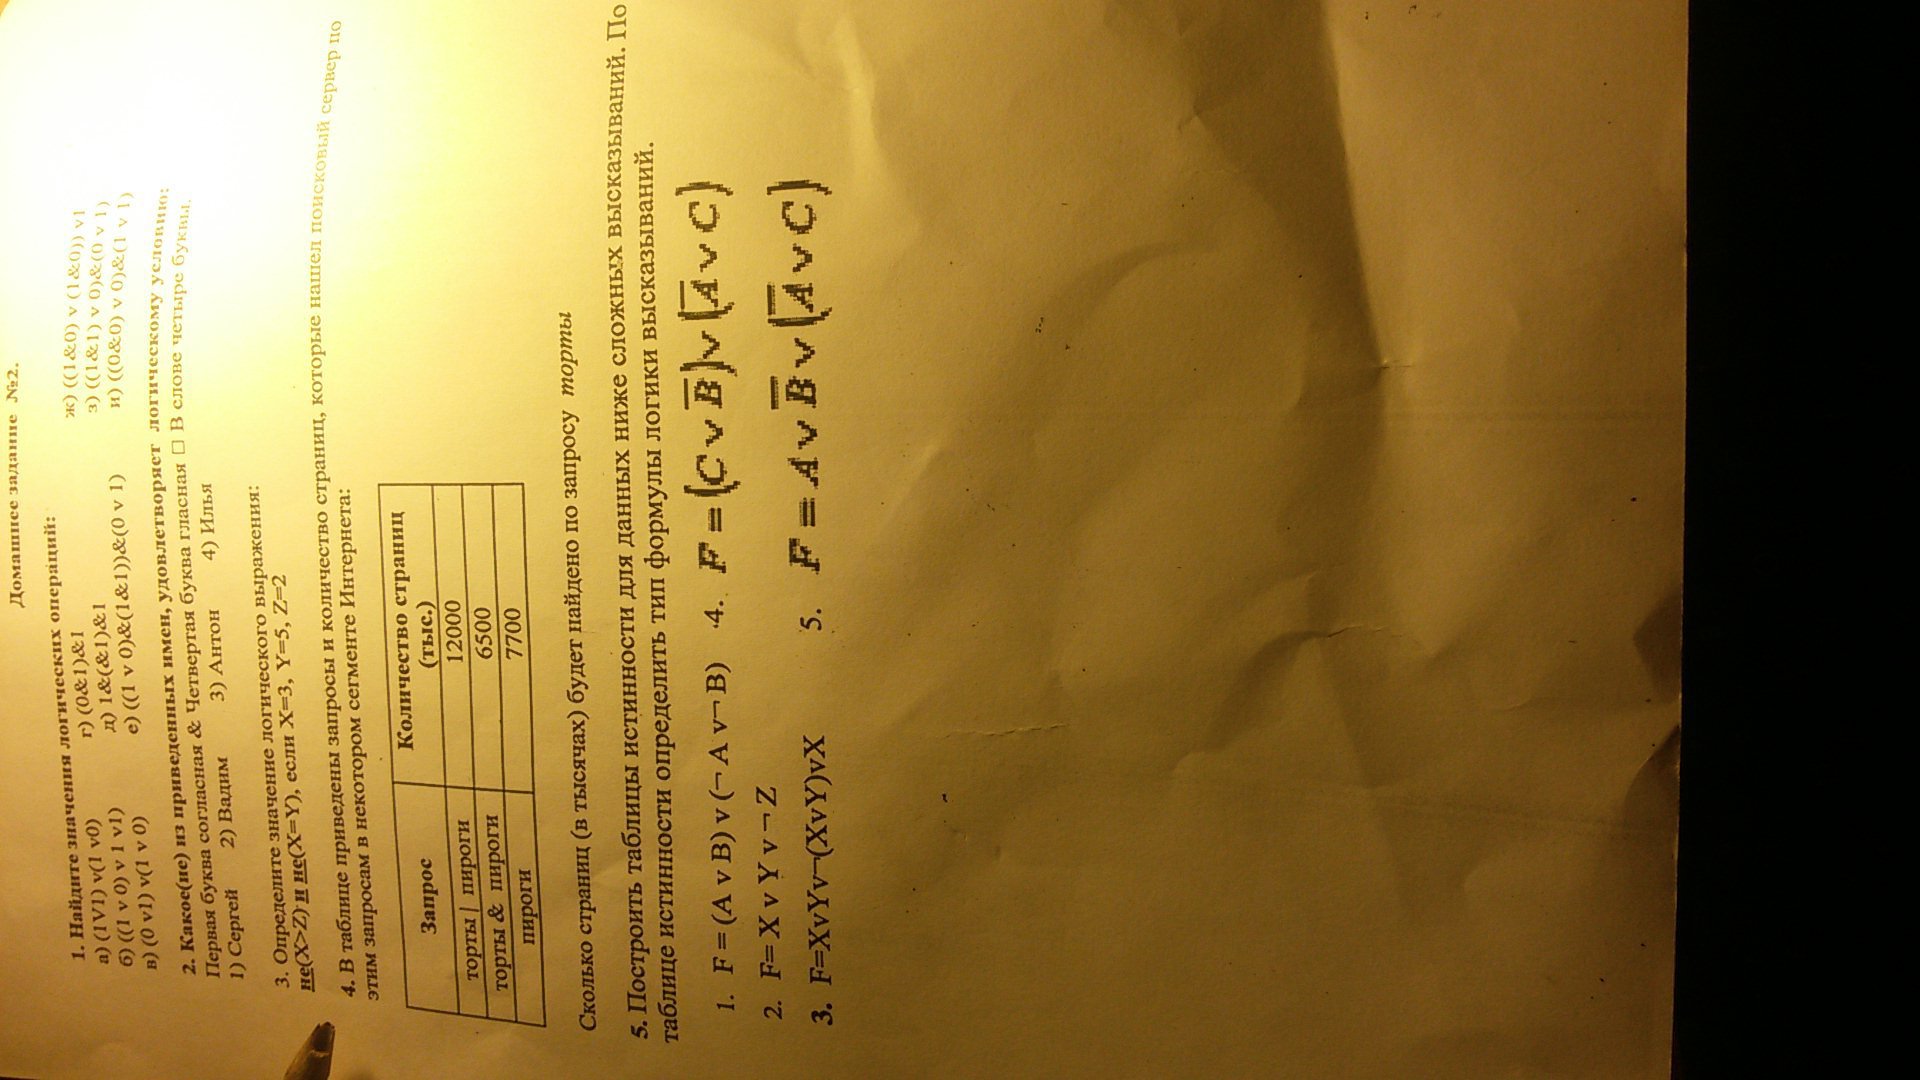 Домашнее задание №2.
1. Найдите значения логических операций:
а) (1V1) v(1 v0) г) (0&1)&1 ж) ((1&0) v (1&0)) v1
б) ((1 v 0) v 1 v1) д) 1&(&1)&1 з) ((1&1) v 0)&(0 v 1)
в) (0 v1) v(1 v 0) е) ((1 v 0)&(1&1))&(0 v 1) и) ((0&0) v 0)&(1 v 1)
2. Какое(ие) из приведенных имен, удовлетворяет логическому условию:
Первая буква согласная & Четвертая буква гласная □ В слове четыре буквы.
1) Сергей 2) Вадим 3) Антон 4) Илья
3. Определите значение логического выражения:
не(X>Z) и не(X=Y), если X=3, Y=5, Z=2
4. В таблице приведены запросы и количество страниц, которые нашел поисковый сервер по
этим запросам в некотором сегменте Интернета:
Запрос Количество страниц
(тыс.)
торты | пироги 12000
торты & пироги 6500
пироги 7700
Сколько страниц (в тысячах) будет найдено по запросу торты
5. Построить таблицы истинности для данных ниже сложных высказываний. По
таблице истинности определить тип формулы логики высказываний.
1. F = (A v B) v (¬ A v¬ B) 4. F = (C v B̅) v (A̅ v C)
2. F= X v Y v ¬ Z
3. F=XvYv¬(XvY)vX 5. F = A v B̅ v (A̅ v C)